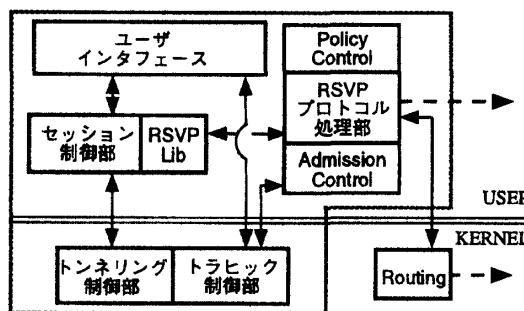 ユーザ
インタフェース
Policy
Control
RSVP
プロトコル
処理部
セッション
制御部
RSVP
Lib
Admission
Control
USER
KERNEL
トンネリング
制御部
トラヒック
制御部
Routing